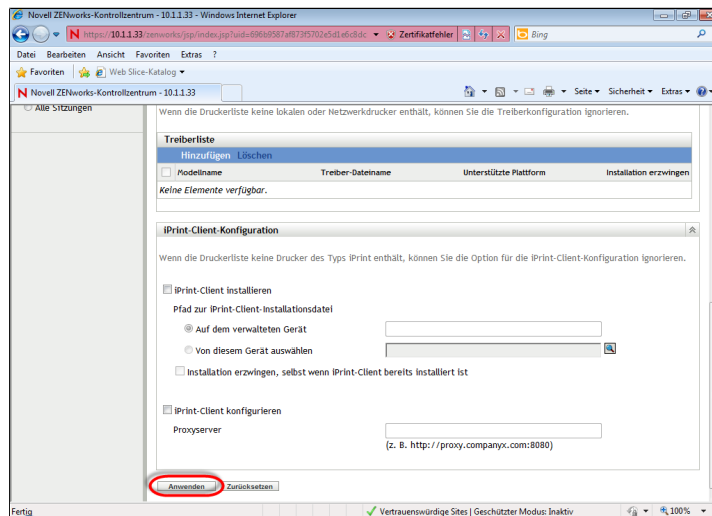 Novell ZENworks-Kontrollzentrum - 10.1.1.33 - Windows Internet Explorer
https://10.1.1.33/zenworks/jsp/index.jsp?uid=696b9587af873f5702e5d1e6c8dc
Zertifikatfehler
Bing
Datei Bearbeiten Ansicht Favoriten Extras ?
Favoriten
Web Slice-Katalog
Novell ZENworks-Kontrollzentrum - 10.1.1.33
Seite Sicherheit Extras
Alle Sitzungen
Wenn die Druckerliste keine lokalen oder Netzwerkdrucker enthält, können Sie die Treiberkonfiguration ignorieren.
Treiberliste
Hinzufügen Löschen
Modellname Treiber-Dateiname Unterstützte Plattform Installation erzwingen
Keine Elemente verfügbar.
iPrint-Client-Konfiguration
Wenn die Druckerliste keine Drucker des Typs iPrint enthält, können Sie die Option für die iPrint-Client-Konfiguration ignorieren.
iPrint-Client installieren
Pfad zur iPrint-Client-Installationsdatei
Auf dem verwalteten Gerät
Von diesem Gerät auswählen
Installation erzwingen, selbst wenn iPrint-Client bereits installiert ist
iPrint-Client konfigurieren
Proxyserver
(z. B. http://proxy.companyx.com:8080)
Anwenden Zurücksetzen
Fertig
Vertrauenswürdige Sites | Geschützter Modus: Inaktiv
100%